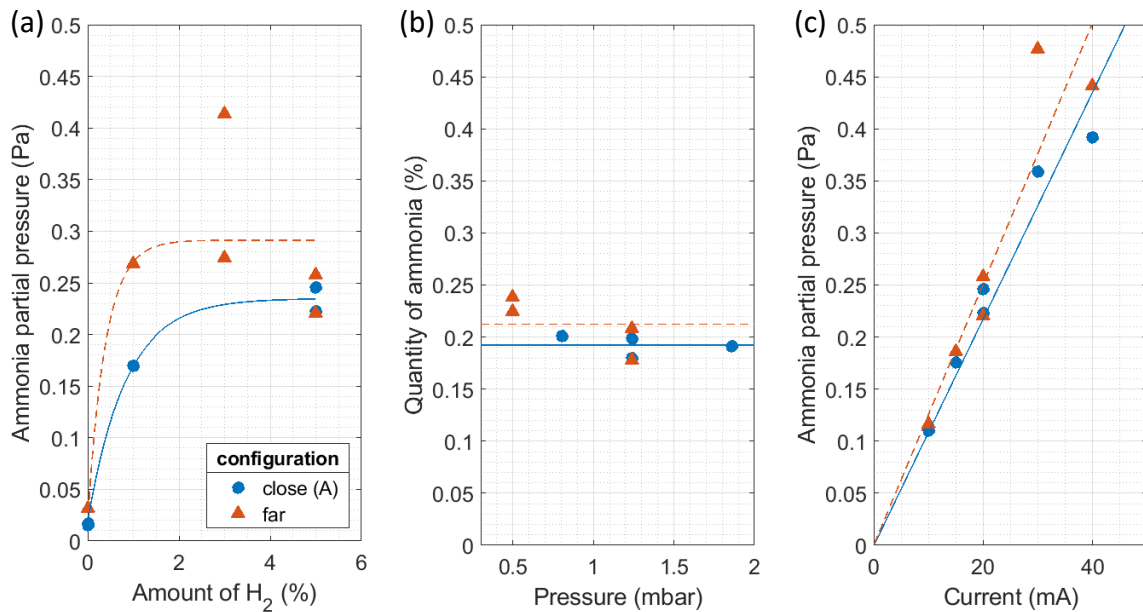 (a)
0.5
0.45
0.4
0.35
0.3
0.25
0.2
0.15
0.1
0.05
0
Ammonia partial pressure (Pa)
configuration
close (A)
far
0 2 4 6
Amount of H2 (%)
(b)
0.5
0.45
0.4
0.35
0.3
0.25
0.2
0.15
0.1
0.05
0
Quantity of ammonia (%)
0.5 1 1.5 2
Pressure (mbar)
(c)
0.5
0.45
0.4
0.35
0.3
0.25
0.2
0.15
0.1
0.05
0
Ammonia partial pressure (Pa)
0 20 40
Current (mA)